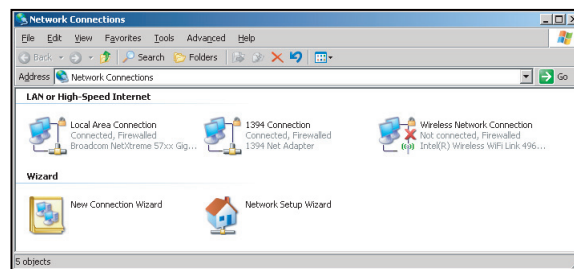 Network Connections
File Edit View Favorites Tools Advanced Help
Back Search Folders
Address Network Connections Go
LAN or High-Speed Internet
Local Area Connection
Connected, Firewalled
Broadcom NetXtreme 57xx Gig...
1394 Connection
Connected, Firewalled
1394 Net Adapter
Wireless Network Connection
Not connected, Firewalled
Intel(R) Wireless WiFi Link 496...
Wizard
New Connection Wizard
Network Setup Wizard
5 objects